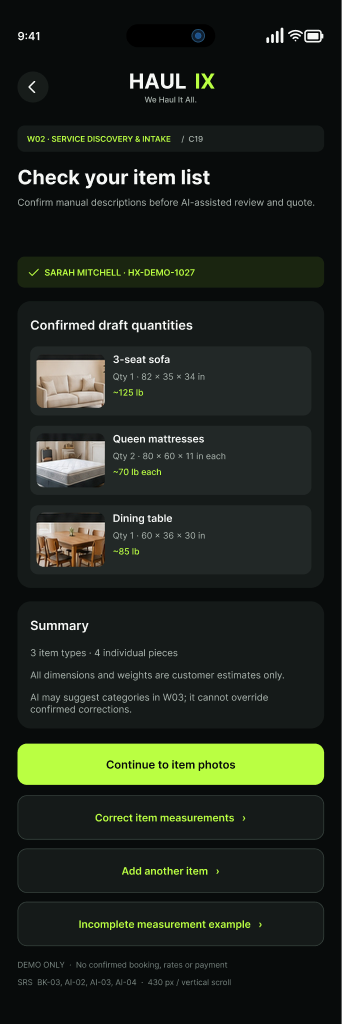 9:41
HAUL IX
We Haul It All.
W02 · SERVICE DISCOVERY & INTAKE / C19
Check your item list
Confirm manual descriptions before AI-assisted review and quote.
SARAH MITCHELL · HX-DEMO-1027
Confirmed draft quantities
3-seat sofa
Qty 1 · 82 × 35 × 34 in
~125 lb
Queen mattresses
Qty 2 · 80 × 60 × 11 in each
~70 lb each
Dining table
Qty 1 · 60 × 36 × 30 in
~85 lb
Summary
3 item types · 4 individual pieces
All dimensions and weights are customer estimates only.
AI may suggest categories in W03; it cannot override
confirmed corrections.
Continue to item photos
Correct item measurements ›
Add another item ›
Incomplete measurement example ›
DEMO ONLY · No confirmed booking, rates or payment
SRS BK-03, AI-02, AI-03, AI-04 · 430 px / vertical scroll